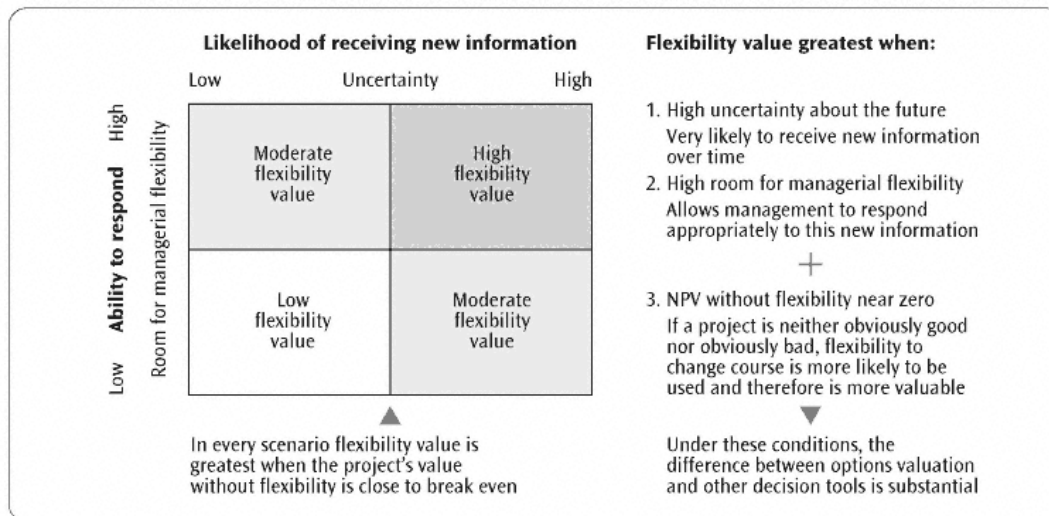 Likelihood of receiving new information
Low Uncertainty High
High
Ability to respond
Low
Room for managerial flexibility
Moderate
flexibility
value
High
flexibility
value
Low
flexibility
value
Moderate
flexibility
value
In every scenario flexibility value is
greatest when the project's value
without flexibility is close to break even
Flexibility value greatest when:
1. High uncertainty about the future
Very likely to receive new information
over time
2. High room for managerial flexibility
Allows management to respond
appropriately to this new information
+
3. NPV without flexibility near zero
If a project is neither obviously good
nor obviously bad, flexibility to
change course is more likely to be
used and therefore is more valuable
Under these conditions, the
difference between options valuation
and other decision tools is substantial